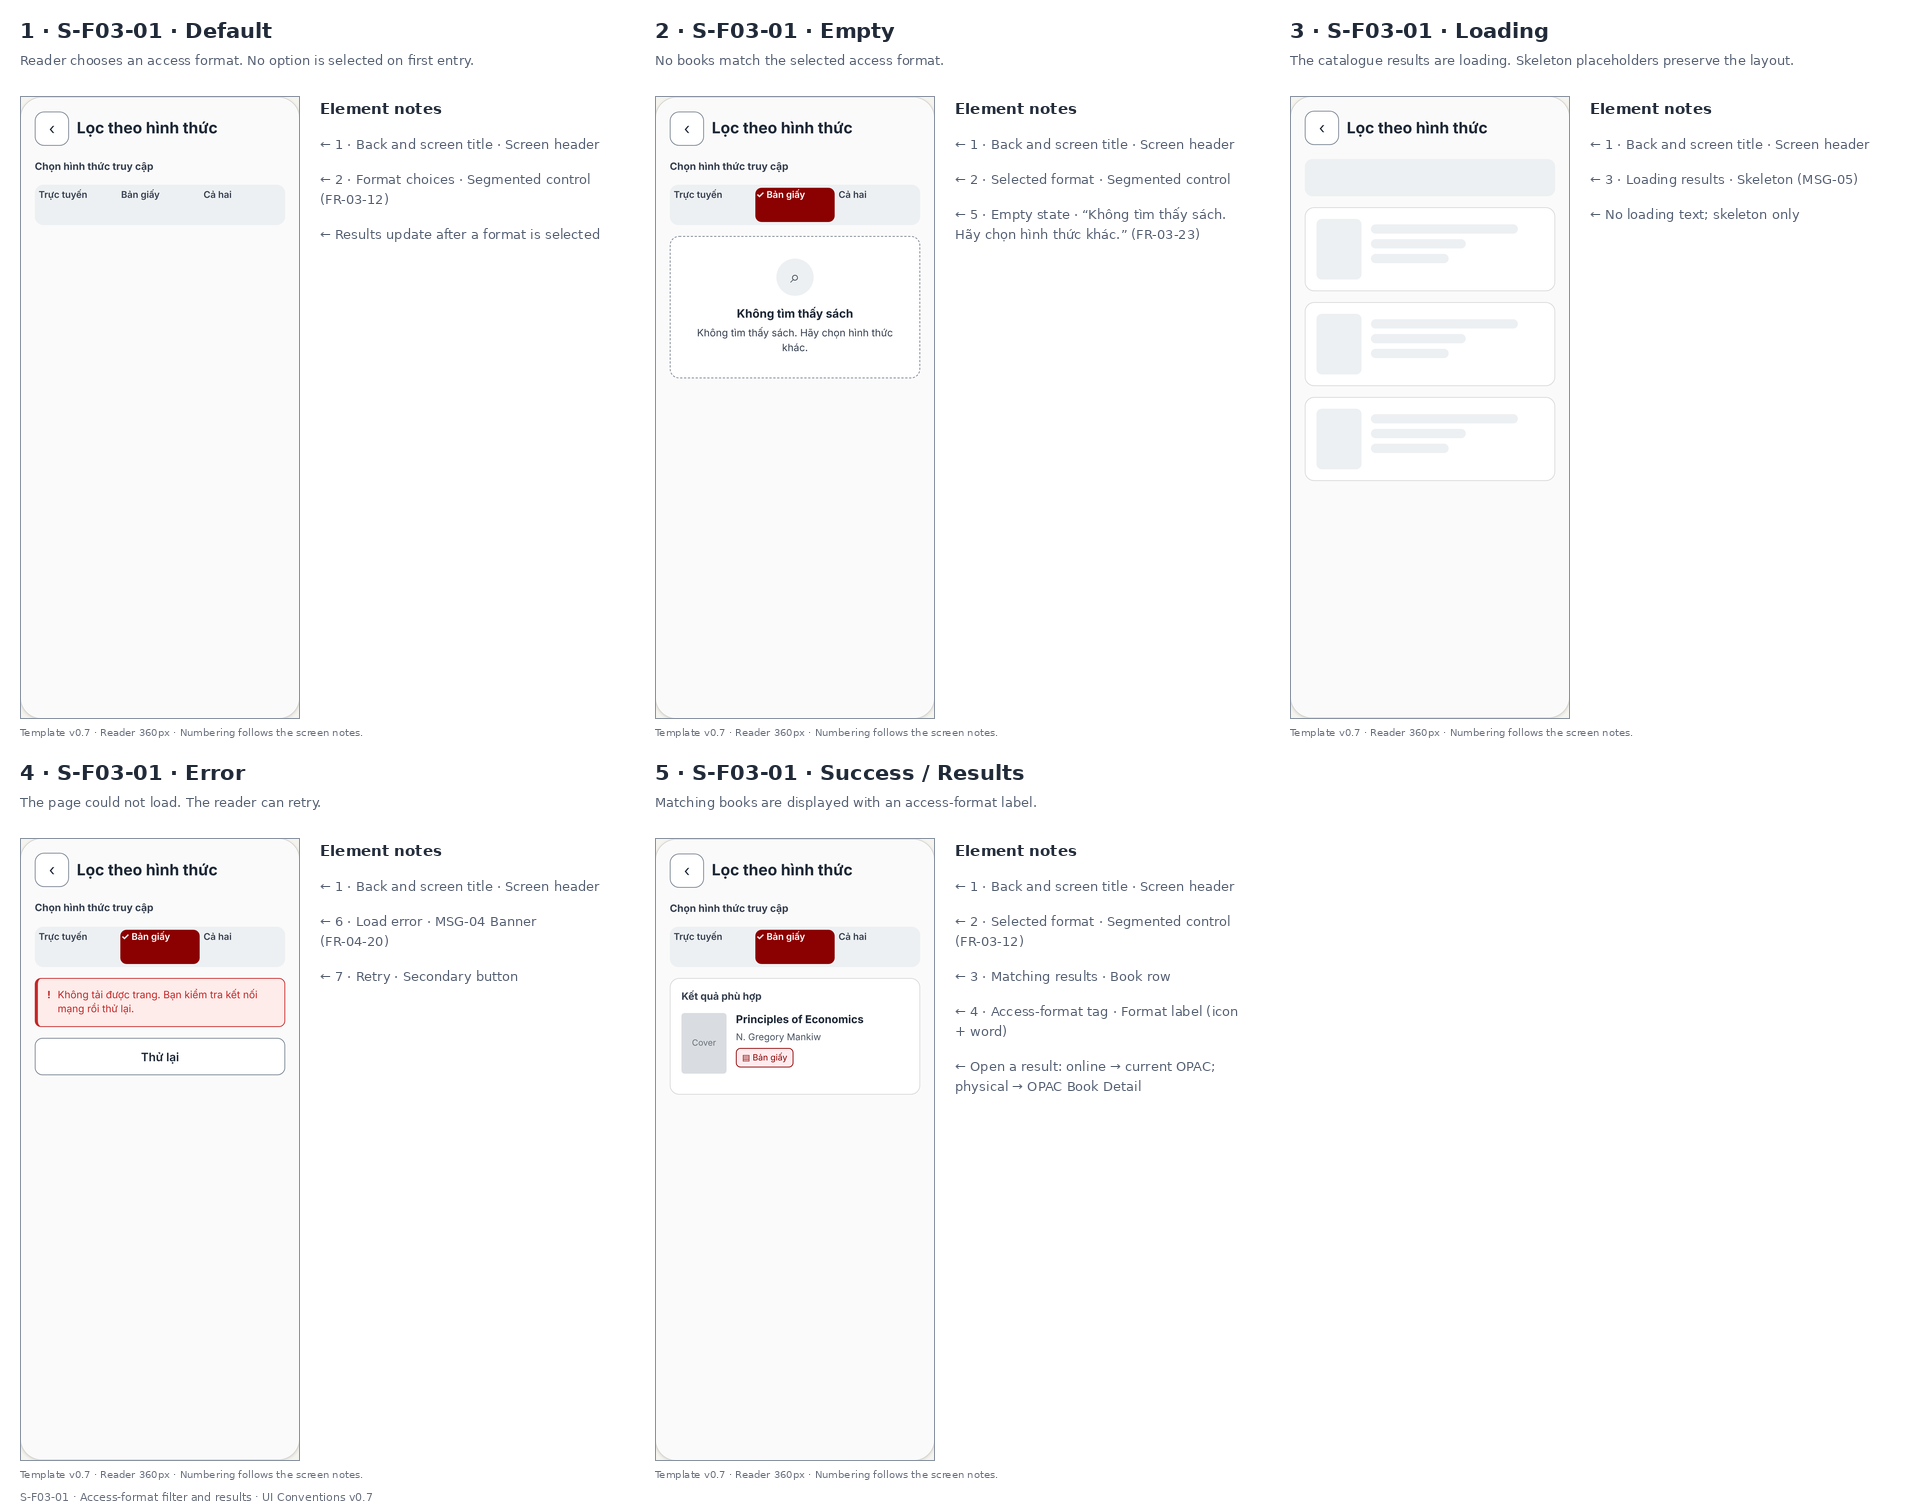 1 · S-F03-01 · Default
Reader chooses an access format. No option is selected on first entry.
‹ Lọc theo hình thức
Chọn hình thức truy cập
Trực tuyến Bản giấy Cả hai
Element notes
← 1 · Back and screen title · Screen header
← 2 · Format choices · Segmented control
(FR-03-12)
← Results update after a format is selected
Template v0.7 · Reader 360px · Numbering follows the screen notes.
2 · S-F03-01 · Empty
No books match the selected access format.
‹ Lọc theo hình thức
Chọn hình thức truy cập
Trực tuyến ✓ Bản giấy Cả hai
⌕
Không tìm thấy sách
Không tìm thấy sách. Hãy chọn hình thức
khác.
Element notes
← 1 · Back and screen title · Screen header
← 2 · Selected format · Segmented control
← 5 · Empty state · “Không tìm thấy sách.
Hãy chọn hình thức khác.” (FR-03-23)
Template v0.7 · Reader 360px · Numbering follows the screen notes.
3 · S-F03-01 · Loading
The catalogue results are loading. Skeleton placeholders preserve the layout.
‹ Lọc theo hình thức
Element notes
← 1 · Back and screen title · Screen header
← 3 · Loading results · Skeleton (MSG-05)
← No loading text; skeleton only
Template v0.7 · Reader 360px · Numbering follows the screen notes.
4 · S-F03-01 · Error
The page could not load. The reader can retry.
‹ Lọc theo hình thức
Chọn hình thức truy cập
Trực tuyến ✓ Bản giấy Cả hai
! Không tải được trang. Bạn kiểm tra kết nối
mạng rồi thử lại.
Thử lại
Element notes
← 1 · Back and screen title · Screen header
← 6 · Load error · MSG-04 Banner
(FR-04-20)
← 7 · Retry · Secondary button
Template v0.7 · Reader 360px · Numbering follows the screen notes.
5 · S-F03-01 · Success / Results
Matching books are displayed with an access-format label.
‹ Lọc theo hình thức
Chọn hình thức truy cập
Trực tuyến ✓ Bản giấy Cả hai
Kết quả phù hợp
Cover
Principles of Economics
N. Gregory Mankiw
▤ Bản giấy
Element notes
← 1 · Back and screen title · Screen header
← 2 · Selected format · Segmented control
(FR-03-12)
← 3 · Matching results · Book row
← 4 · Access-format tag · Format label (icon
+ word)
← Open a result: online → current OPAC;
physical → OPAC Book Detail
Template v0.7 · Reader 360px · Numbering follows the screen notes.
S-F03-01 · Access-format filter and results · UI Conventions v0.7